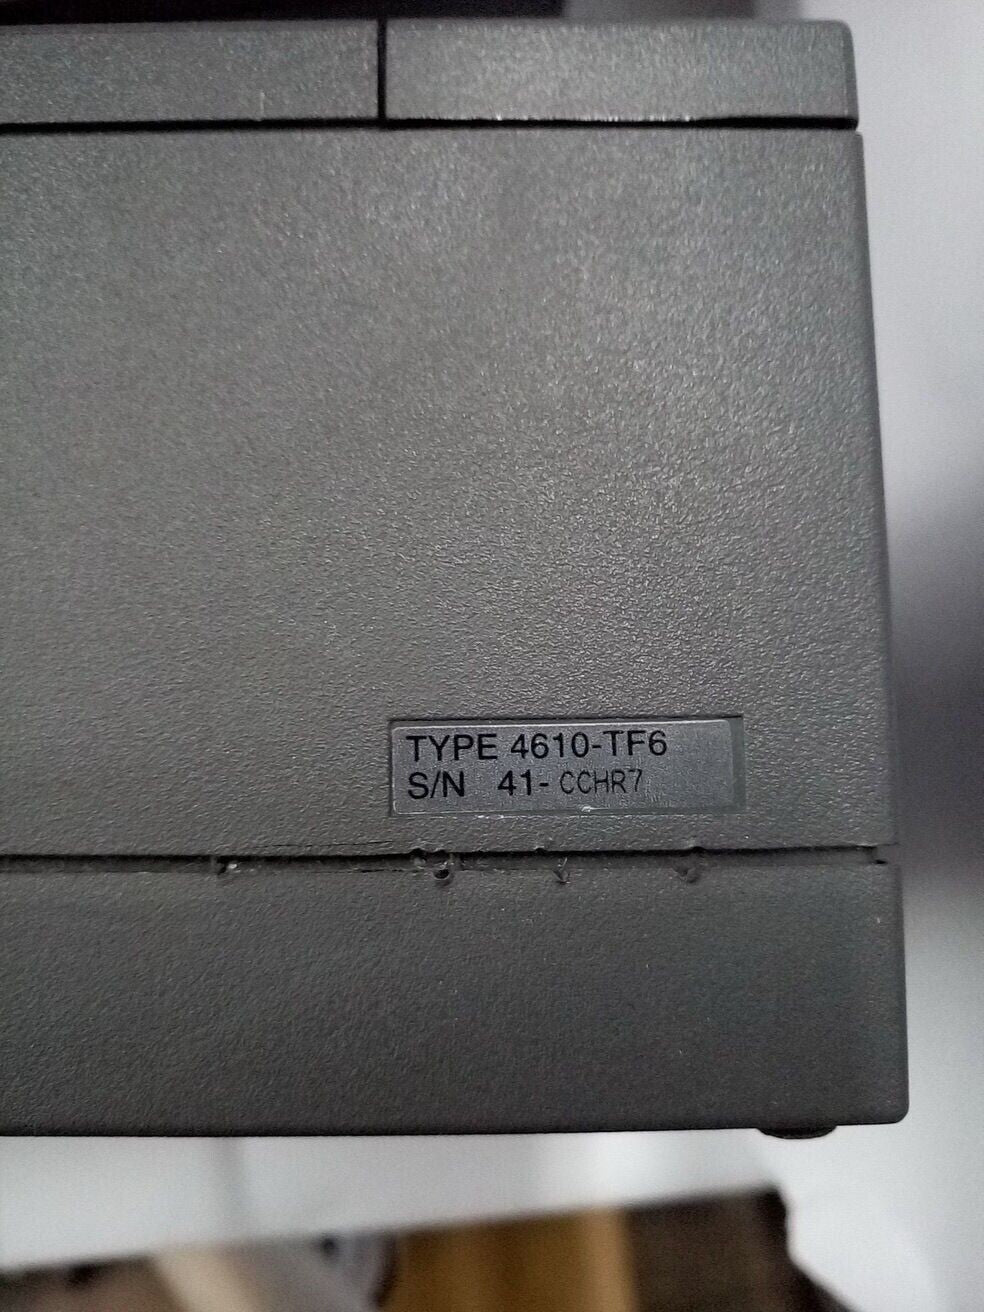 TYPE 4610-TF6
S/N 41- CCHR7